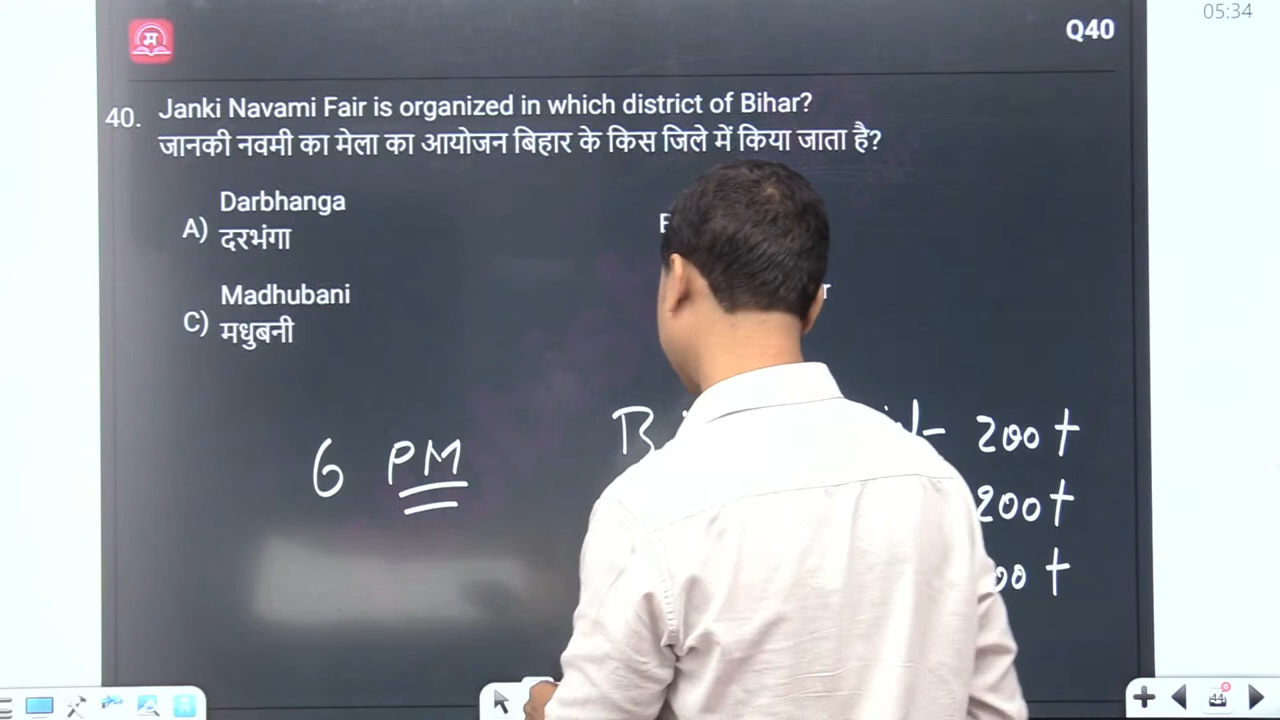 05:34
म
Q40
40. Janki Navami Fair is organized in which district of Bihar?
जानकी नवमी का मेला का आयोजन बिहार के किस जिले में किया जाता है?
A) Darbhanga
दरभंगा
C) Madhubani
मधुबनी
6 PM
200+
200+